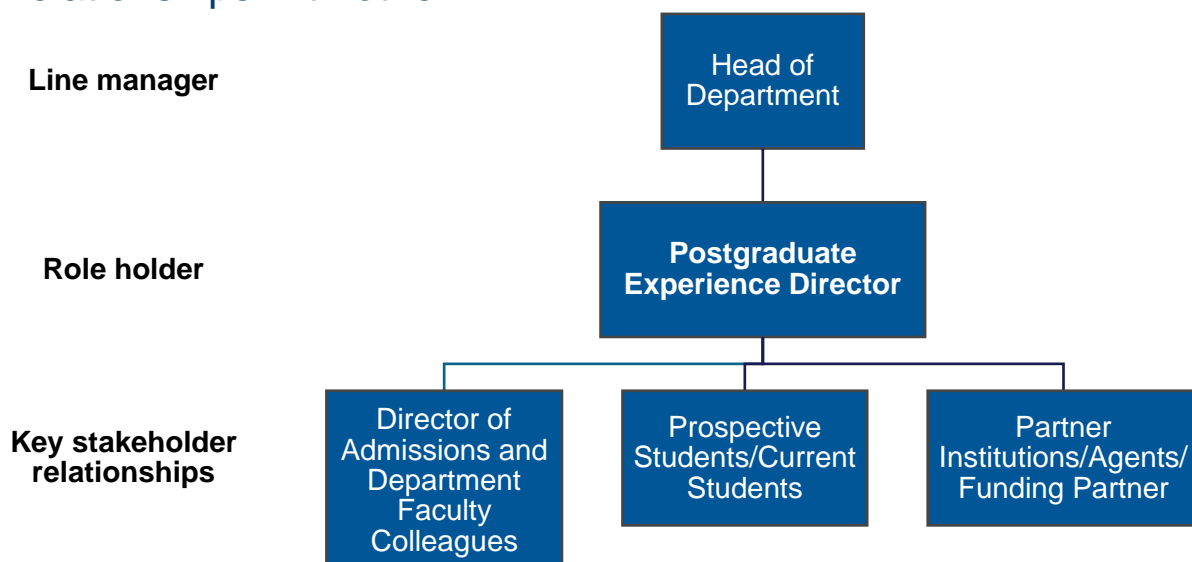 Line manager
Head of
Department
Role holder
Postgraduate
Experience Director
Key stakeholder
relationships
Director of
Admissions and
Department
Faculty
Colleagues
Prospective
Students/Current
Students
Partner
Institutions/Agents/
Funding Partner